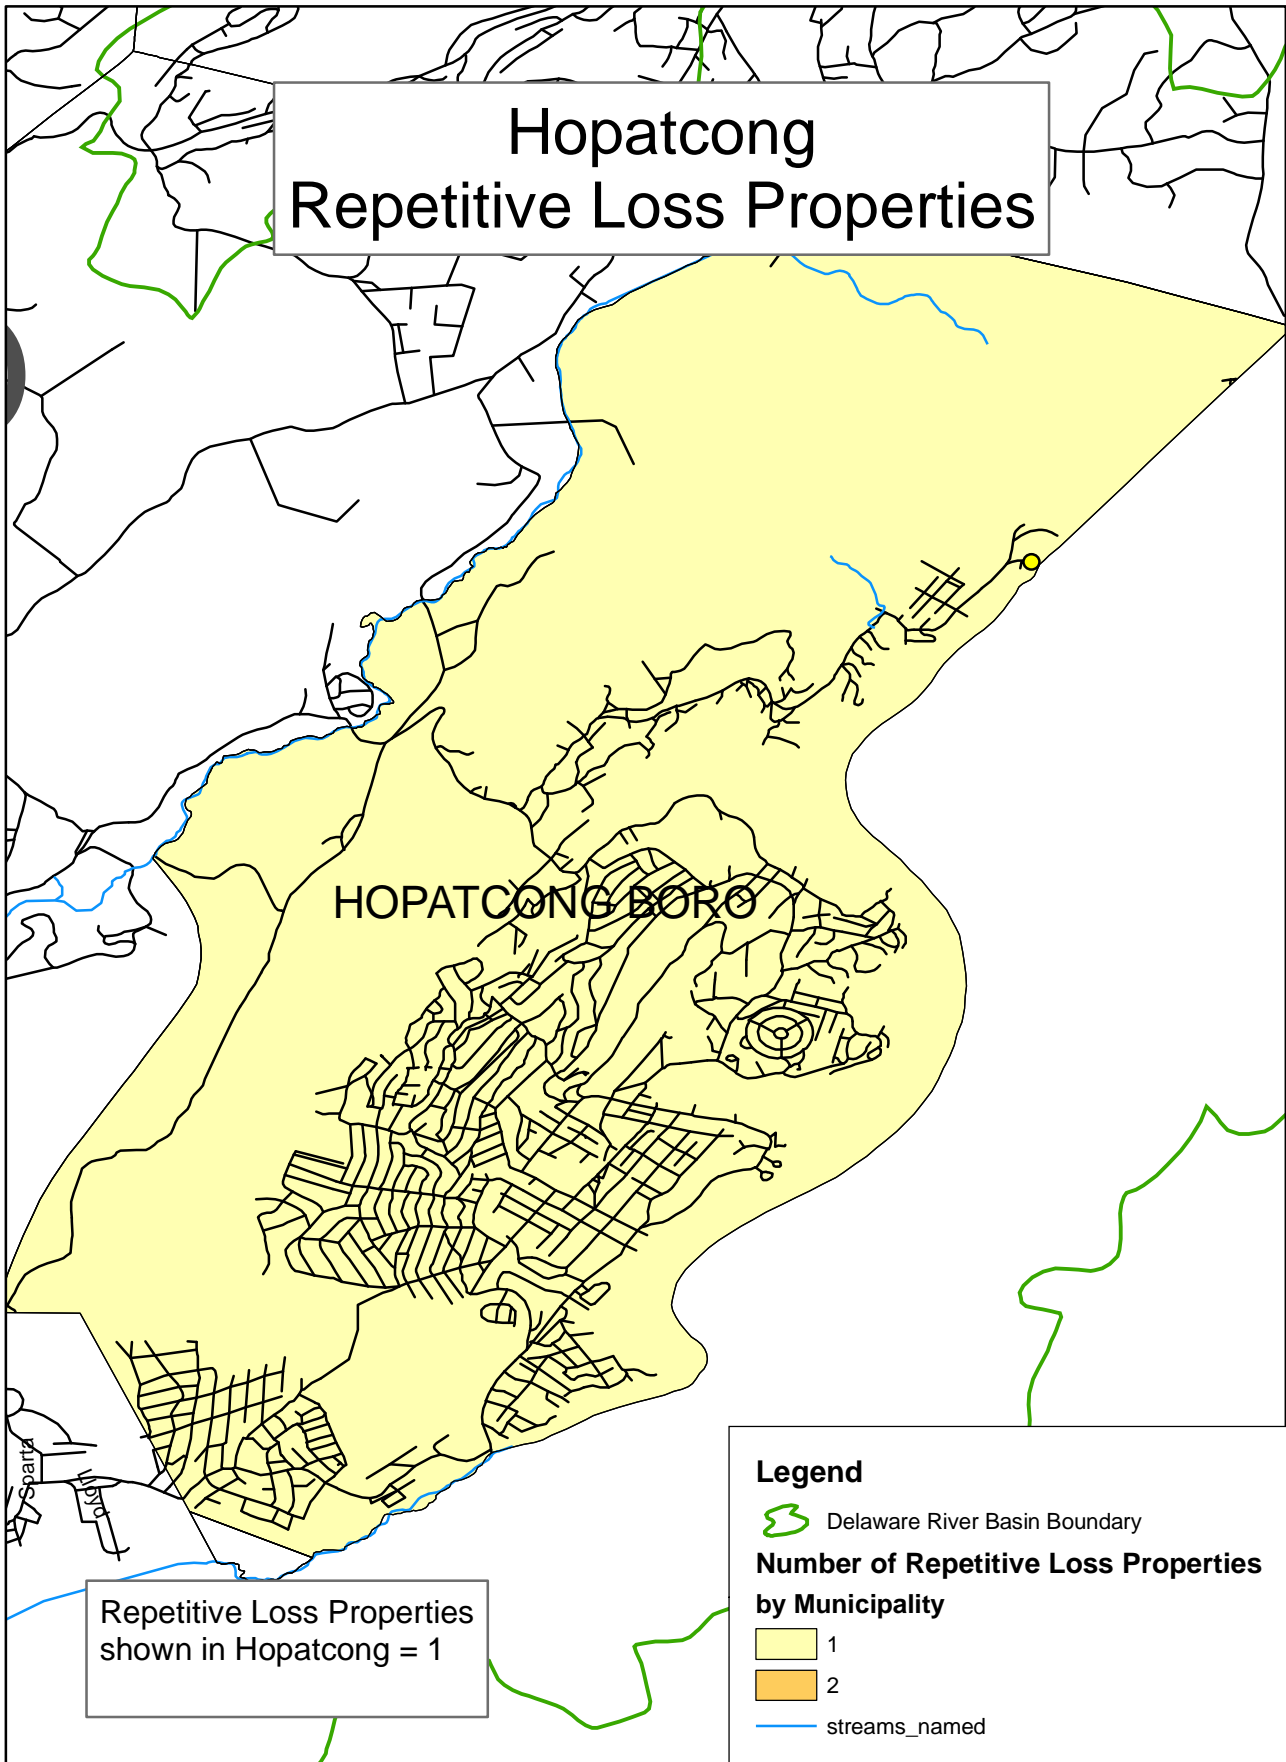 Hopatcong
Repetitive Loss Properties
HOPATCONG BORO
Sparta
Lloyd
Legend
Delaware River Basin Boundary
Number of Repetitive Loss Properties
by Municipality
1
2
streams_named
Repetitive Loss Properties
shown in Hopatcong = 1